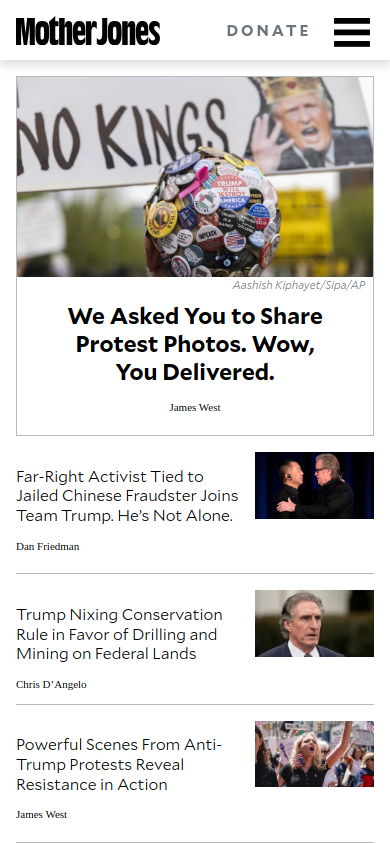 Mother Jones
DONATE
NO KINGS
TRUMP
Aashish Kiphayet/Sipa/AP
We Asked You to Share
Protest Photos. Wow,
You Delivered.
James West
Far-Right Activist Tied to
Jailed Chinese Fraudster Joins
Team Trump. He’s Not Alone.
Dan Friedman
Trump Nixing Conservation
Rule in Favor of Drilling and
Mining on Federal Lands
Chris D’Angelo
Powerful Scenes From Anti-
Trump Protests Reveal
Resistance in Action
James West